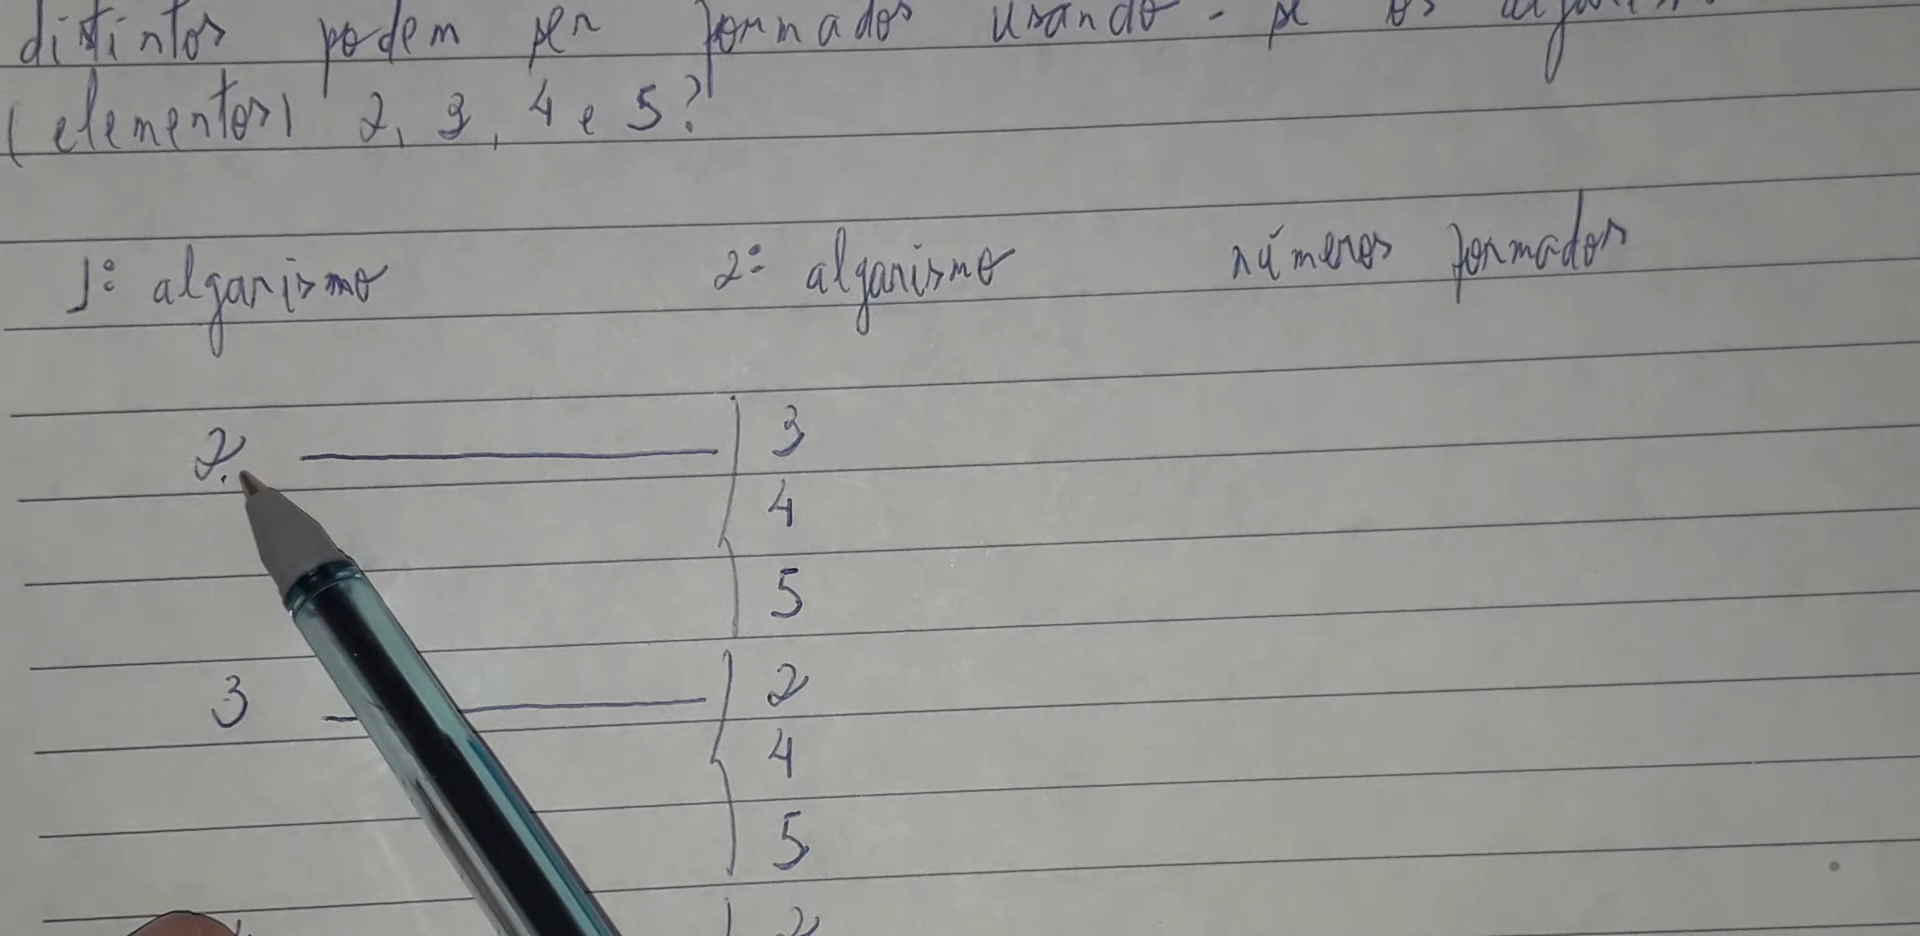 distintos podem ser formados usando-se os
(elementos) 2, 3, 4 e 5?
1º algarismo 2º algarismo números formados
2 3
4
5
3 2
4
5
2